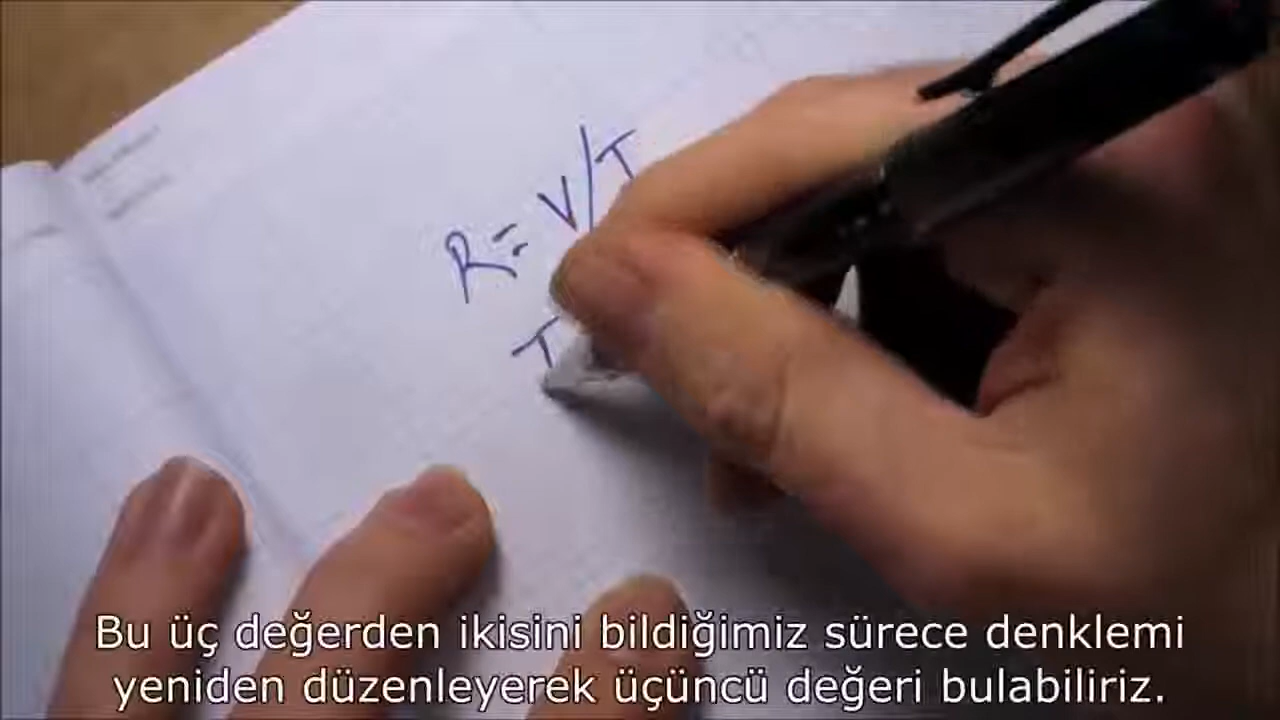 R = V/T
T
Bu üç değerden ikisini bildiğimiz sürece denklemi
yeniden düzenleyerek üçüncü değeri bulabiliriz.